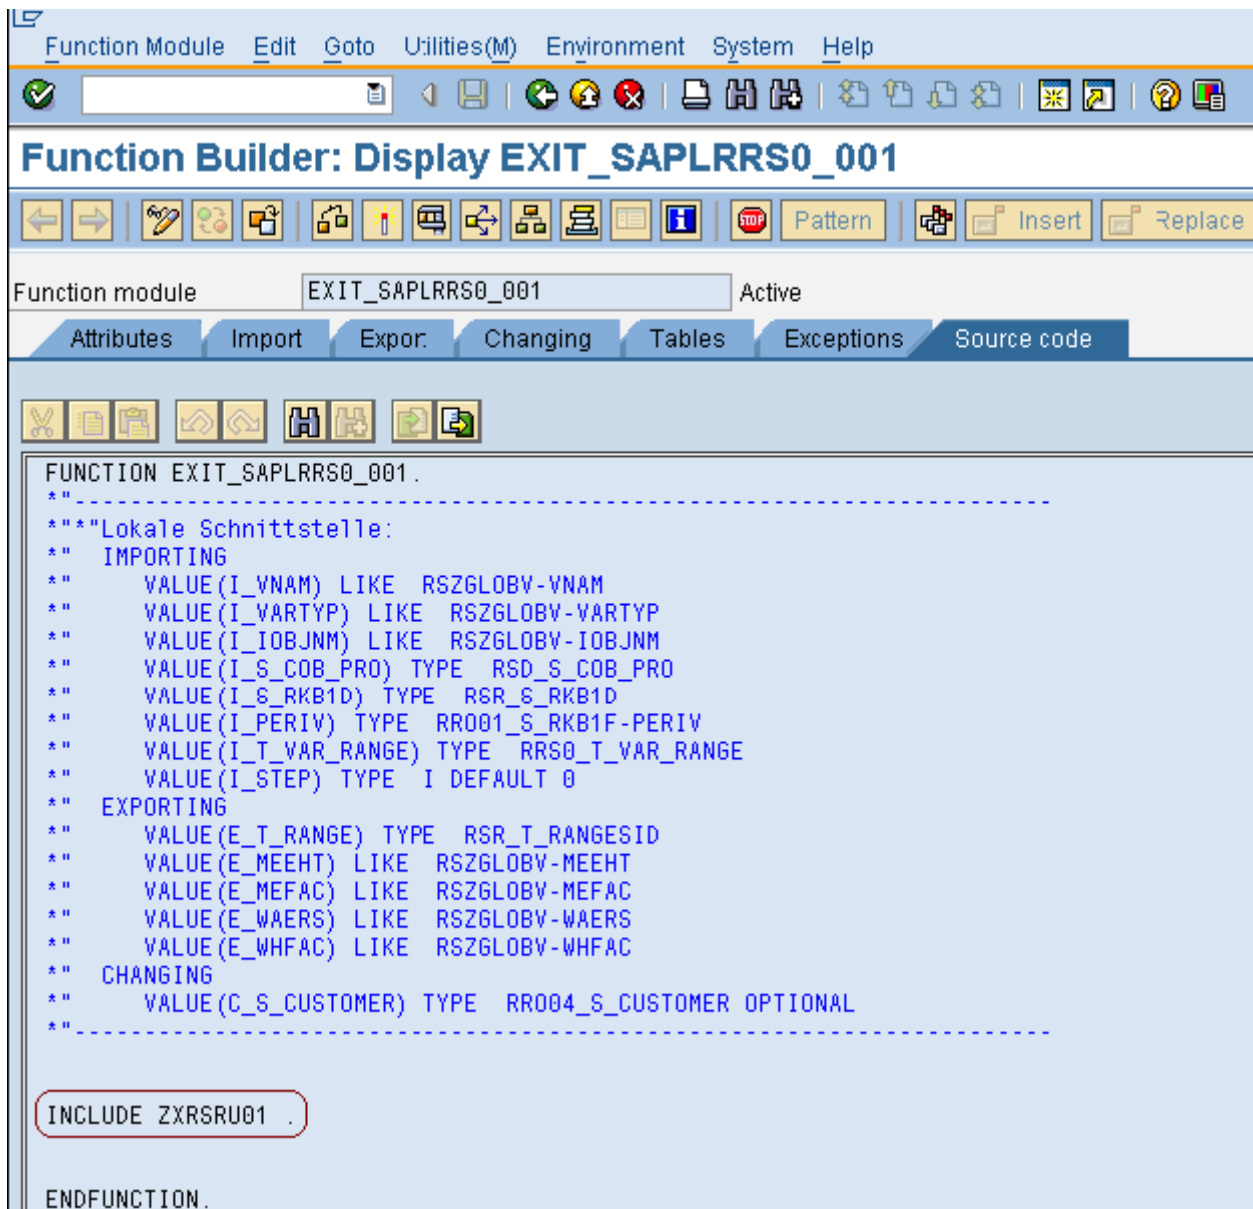 Function Module Edit Goto Utilities(M) Environment System Help
Function Builder: Display EXIT_SAPLRRS0_001
STOP Pattern Insert Replace
Function module EXIT_SAPLRRS0_001 Active
Attributes Import Export Changing Tables Exceptions Source code
FUNCTION EXIT_SAPLRRS0_001.
*"----------------------------------------------------------------------
*"*"Lokale Schnittstelle:
*"  IMPORTING
*"     VALUE(I_VNAM) LIKE  RSZGLOBV-VNAM
*"     VALUE(I_VARTYP) LIKE  RSZGLOBV-VARTYP
*"     VALUE(I_IOBJNM) LIKE  RSZGLOBV-IOBJNM
*"     VALUE(I_S_COB_PRO) TYPE  RSD_S_COB_PRO
*"     VALUE(I_S_RKB1D) TYPE  RSR_S_RKB1D
*"     VALUE(I_PERIV) TYPE  RRO01_S_RKB1F-PERIV
*"     VALUE(I_T_VAR_RANGE) TYPE  RRS0_T_VAR_RANGE
*"     VALUE(I_STEP) TYPE  I DEFAULT 0
*"  EXPORTING
*"     VALUE(E_T_RANGE) TYPE  RSR_T_RANGESID
*"     VALUE(E_MEEHT) LIKE  RSZGLOBV-MEEHT
*"     VALUE(E_MEFAC) LIKE  RSZGLOBV-MEFAC
*"     VALUE(E_WAERS) LIKE  RSZGLOBV-WAERS
*"     VALUE(E_WHFAC) LIKE  RSZGLOBV-WHFAC
*"  CHANGING
*"     VALUE(C_S_CUSTOMER) TYPE  RRO04_S_CUSTOMER OPTIONAL
*"----------------------------------------------------------------------
INCLUDE ZXRSRU01 .
ENDFUNCTION.